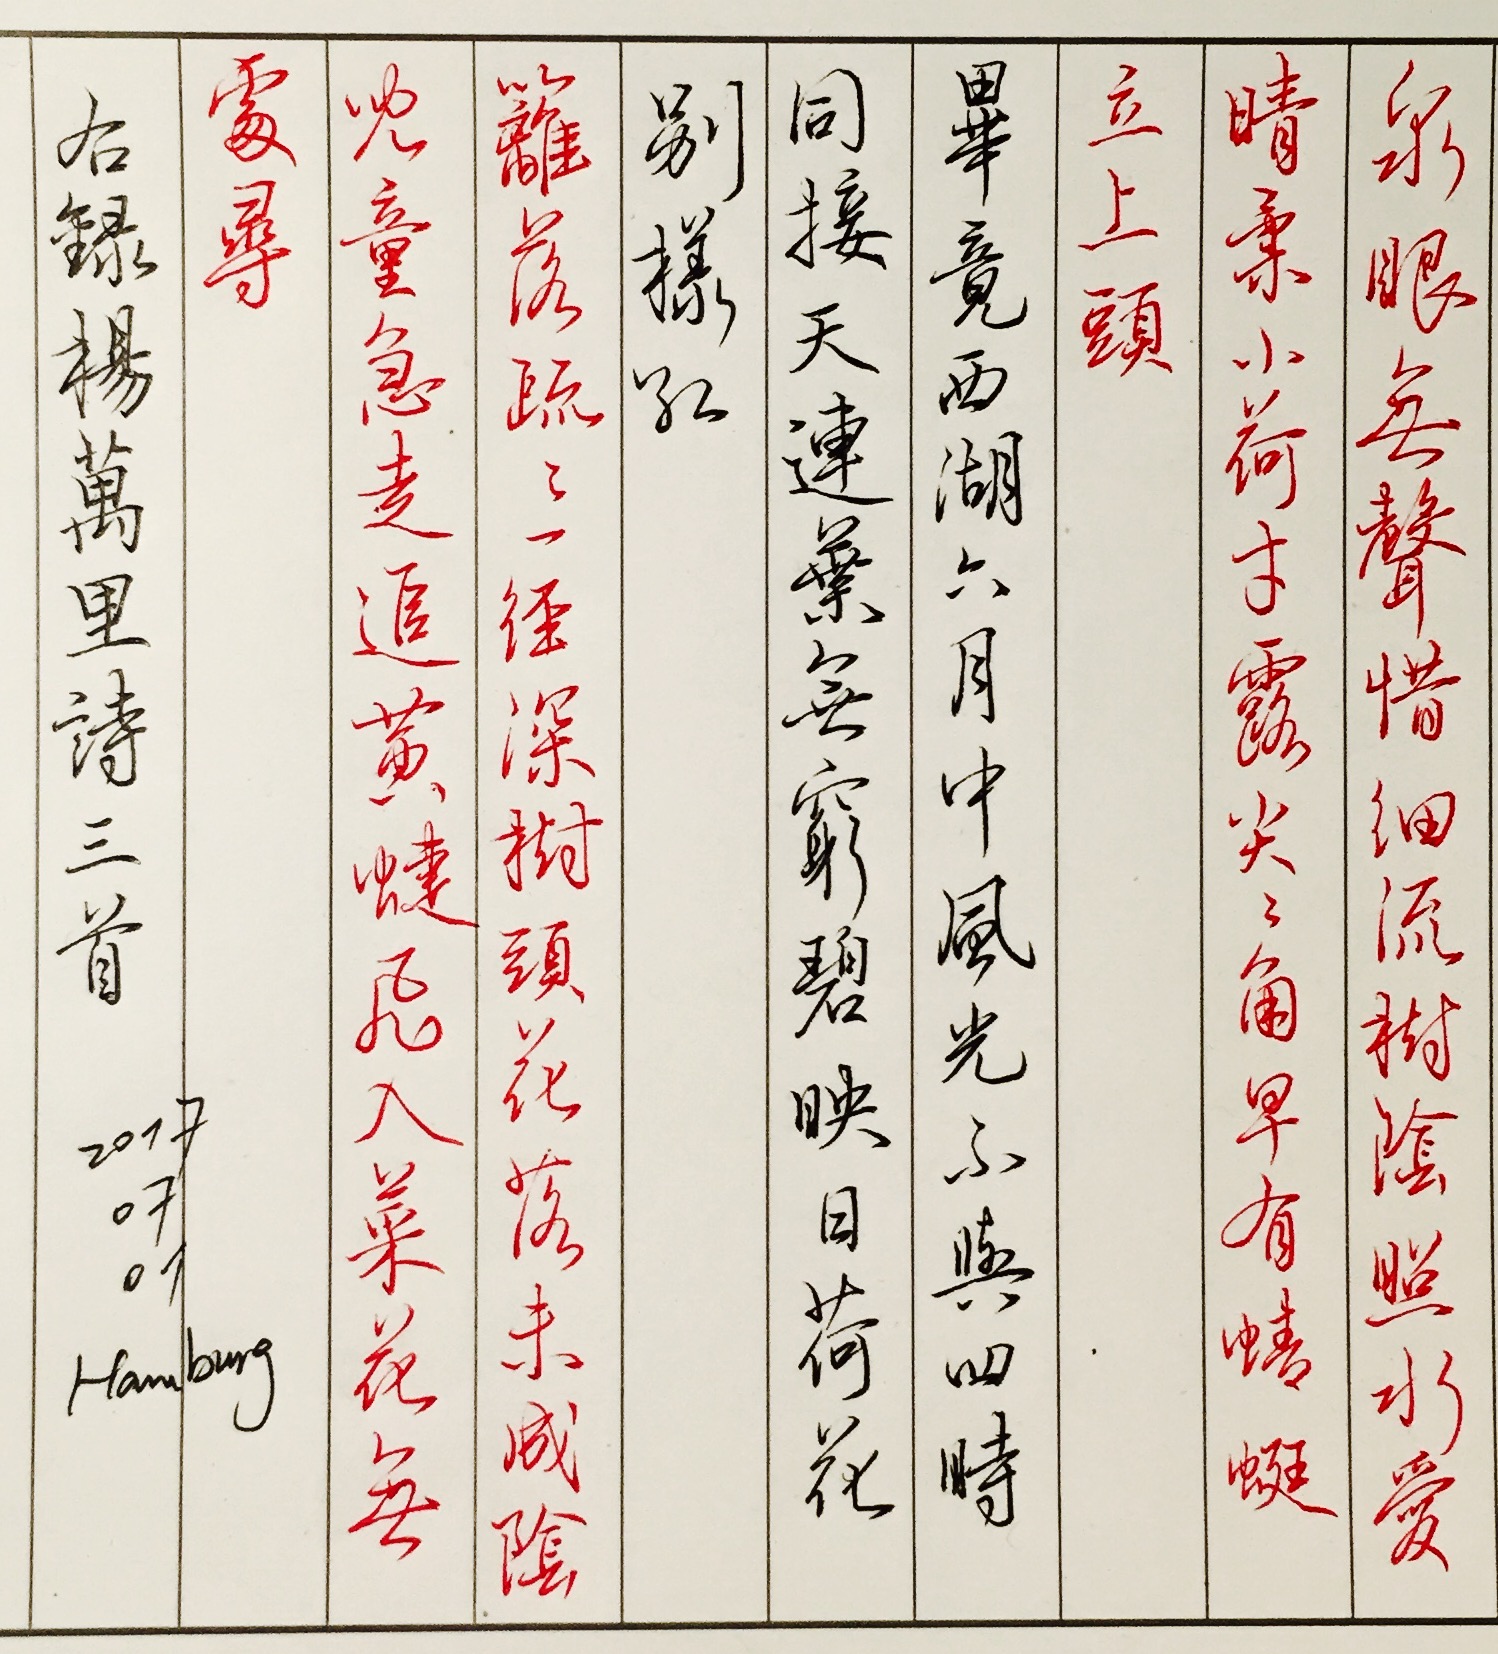 泉眼無聲惜細流樹陰照水愛
晴柔小荷才露尖〻角早有蜻蜓
立上頭
畢竟西湖六月中風光不與四時
同接天連葉無窮碧映日荷花
別樣紅
籬落疏〻一徑深樹頭花落未成陰
兒童急走追黃蝶飛入菜花無
處尋
右録楊萬里詩三首
2017
07
01
Hamburg